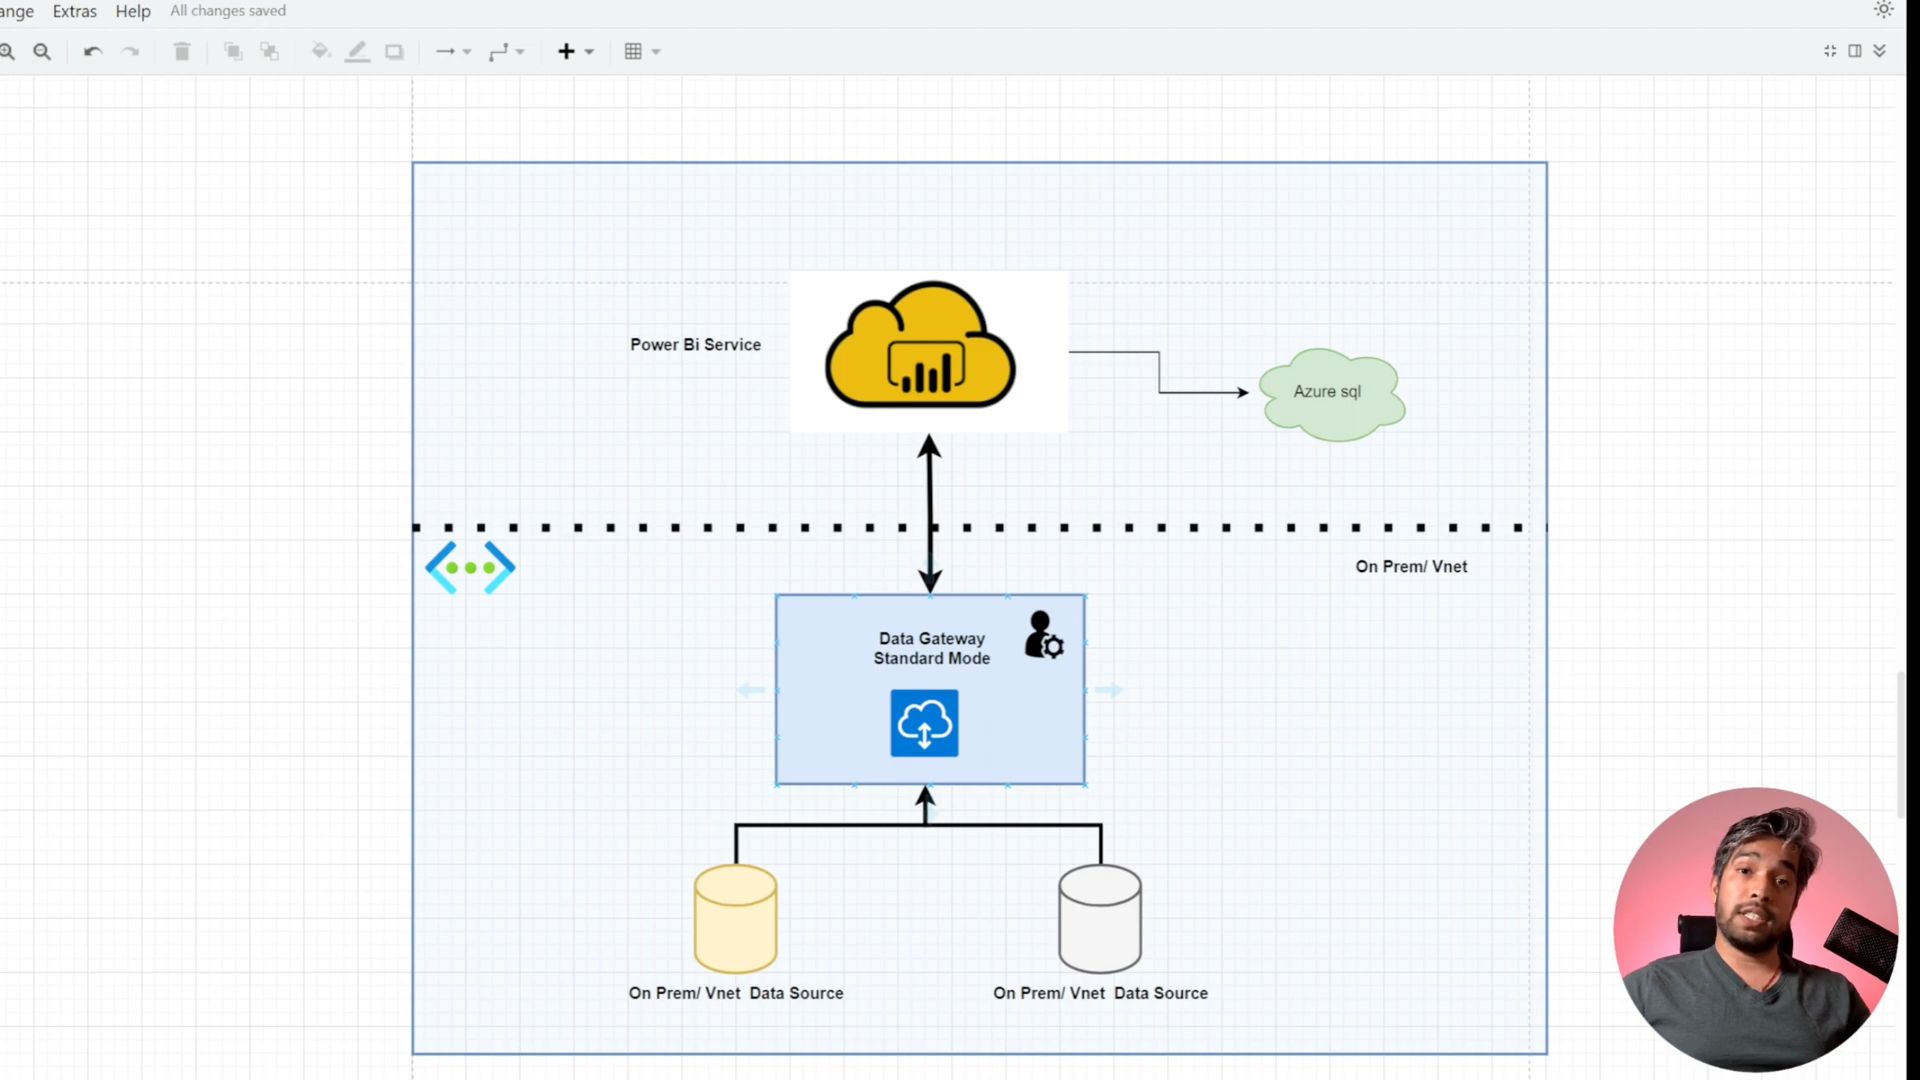 ange Extras Help All changes saved
Power Bi Service
Azure sql
On Prem/ Vnet
Data Gateway
Standard Mode
On Prem/ Vnet Data Source
On Prem/ Vnet Data Source